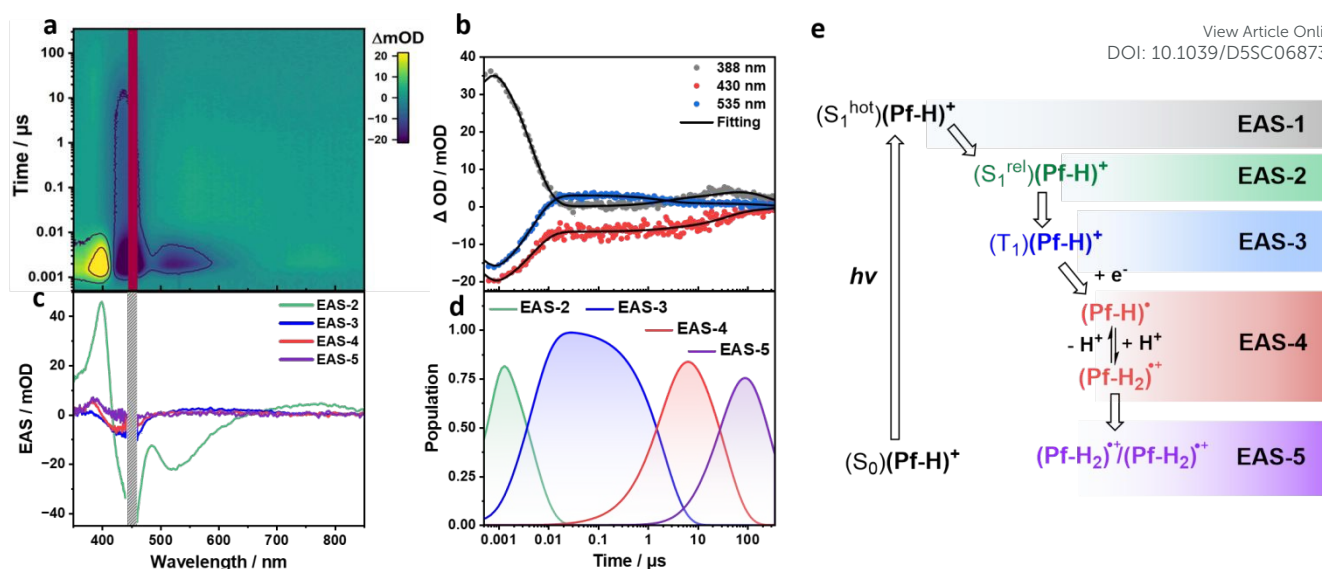 View Article Onli
DOI: 10.1039/D5SC06873
a
ΔmOD
20
10
0
−10
−20
100
10
1
0.1
0.01
0.001
Time / µs
b
40
30
20
10
0
−10
−20
Δ OD / mOD
388 nm
430 nm
535 nm
Fitting
c
EAS-2
EAS-3
EAS-4
EAS-5
40
20
0
−20
−40
EAS / mOD
400 500 600 700 800
Wavelength / nm
d
EAS-2 EAS-3
EAS-4
EAS-5
1.00
0.75
0.50
0.25
0.00
Population
0.001 0.01 0.1 1 10 100
Time / µs
e
(S₁ʰᵒᵗ)(Pf-H)⁺ EAS-1
(S₁ʳᵉˡ)(Pf-H)⁺ EAS-2
(T₁)(Pf-H)⁺ EAS-3
+ e⁻
hν
(Pf-H)•
- H⁺ + H⁺ EAS-4
(Pf-H₂)•⁺
(Pf-H₂)•⁺/(Pf-H₂)•⁺ EAS-5
(S₀)(Pf-H)⁺